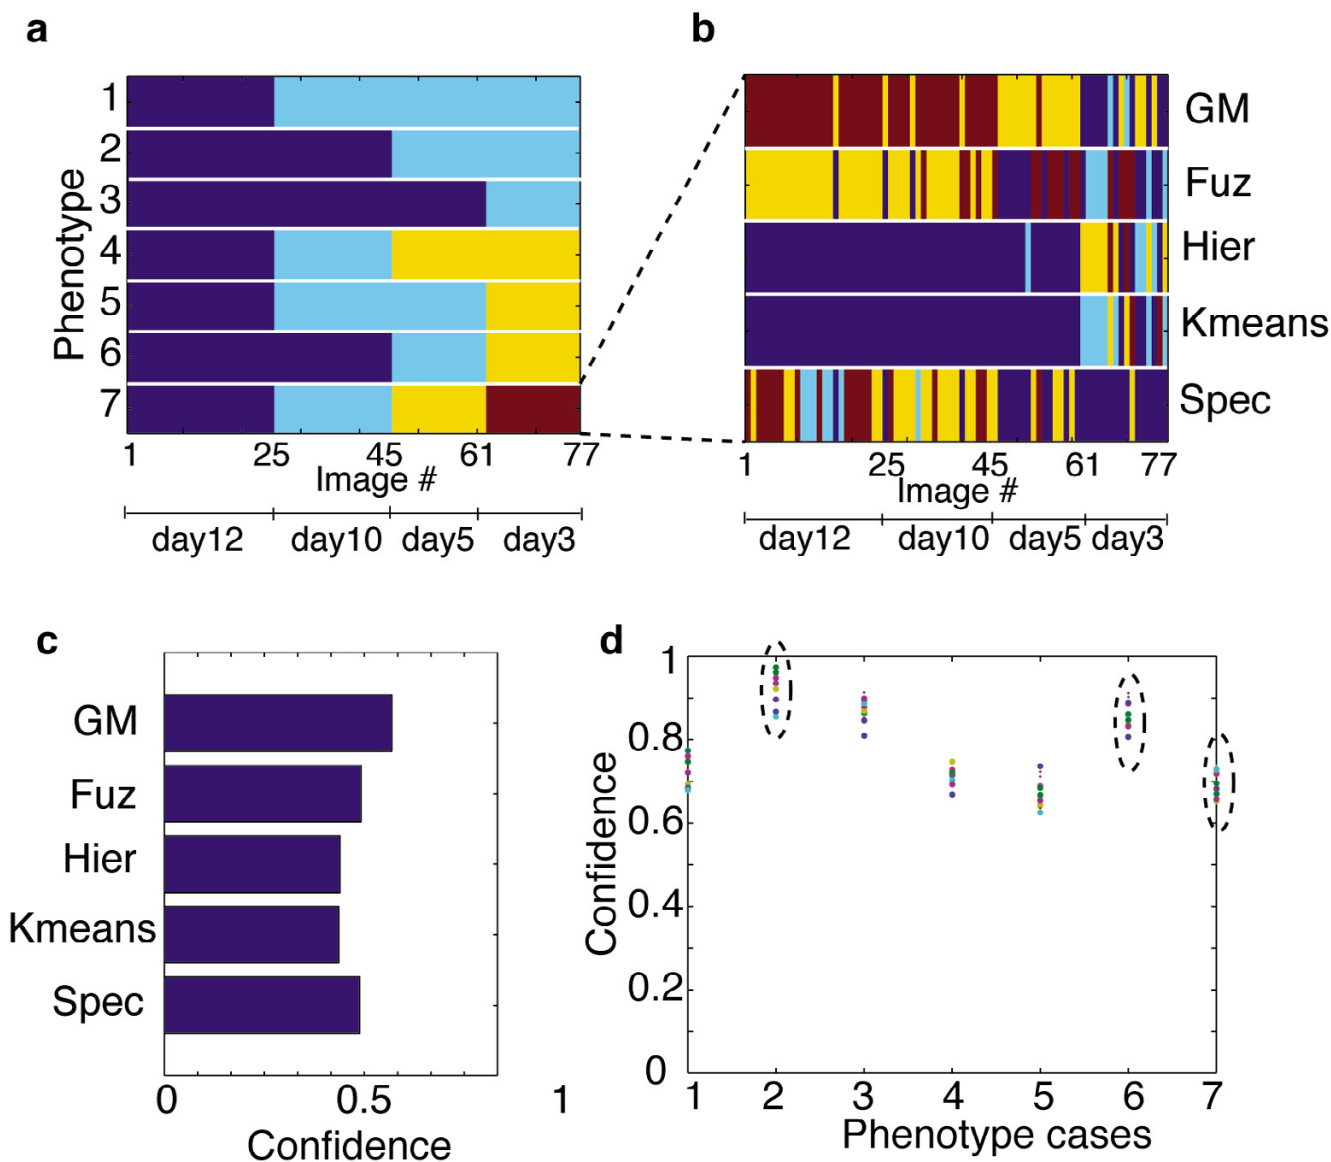 a
Phenotype
1
2
3
4
5
6
7
1 25 45 61 77
Image #
day12 day10 day5 day3
b
GM
Fuz
Hier
Kmeans
Spec
1 25 45 61 77
Image #
day12 day10 day5 day3
c
GM
Fuz
Hier
Kmeans
Spec
0 0.5 1
Confidence
d
Confidence
1
0.8
0.6
0.4
0.2
0
1 2 3 4 5 6 7
Phenotype cases